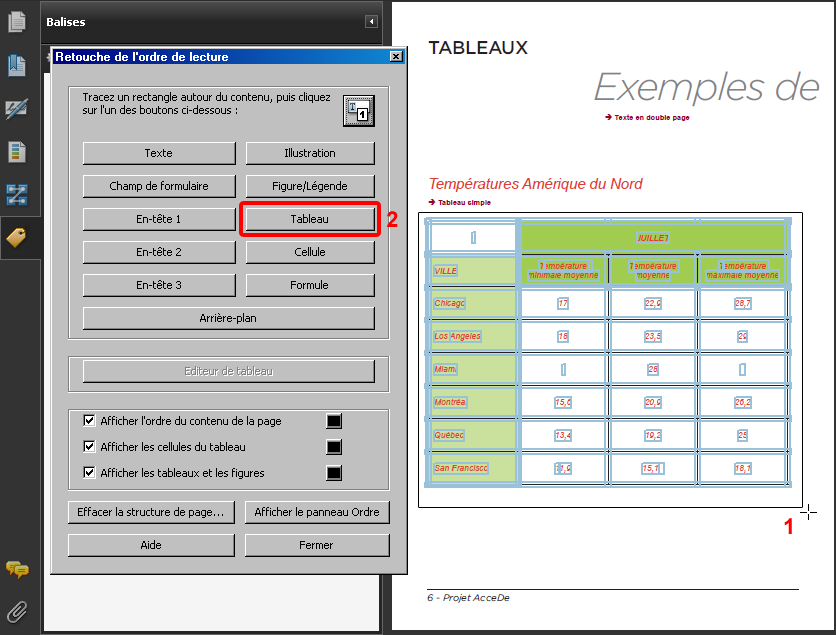 Balises
Retouche de l'ordre de lecture
Tracez un rectangle autour du contenu, puis cliquez
sur l'un des boutons ci-dessous :
Texte
Illustration
Champ de formulaire
Figure/Légende
En-tête 1
Tableau
2
En-tête 2
Cellule
En-tête 3
Formule
Arrière-plan
Editeur de tableau
Afficher l'ordre du contenu de la page
Afficher les cellules du tableau
Afficher les tableaux et les figures
Effacer la structure de page...
Afficher le panneau Ordre
Aide
Fermer
TABLEAUX
Exemples de
Texte en double page
Températures Amérique du Nord
Tableau simple
JUILLET
VILLE
Température minimale moyenne
Température moyenne
Température maximale moyenne
Chicago 17 22,9 28,7
Los Angeles 18 23,5 29
Miami 28
Montréal 15,6 20,9 26,2
Québec 13,4 19,2 25
San Francisco 11,9 15,1 18,1
1
6 - Projet AcceDe